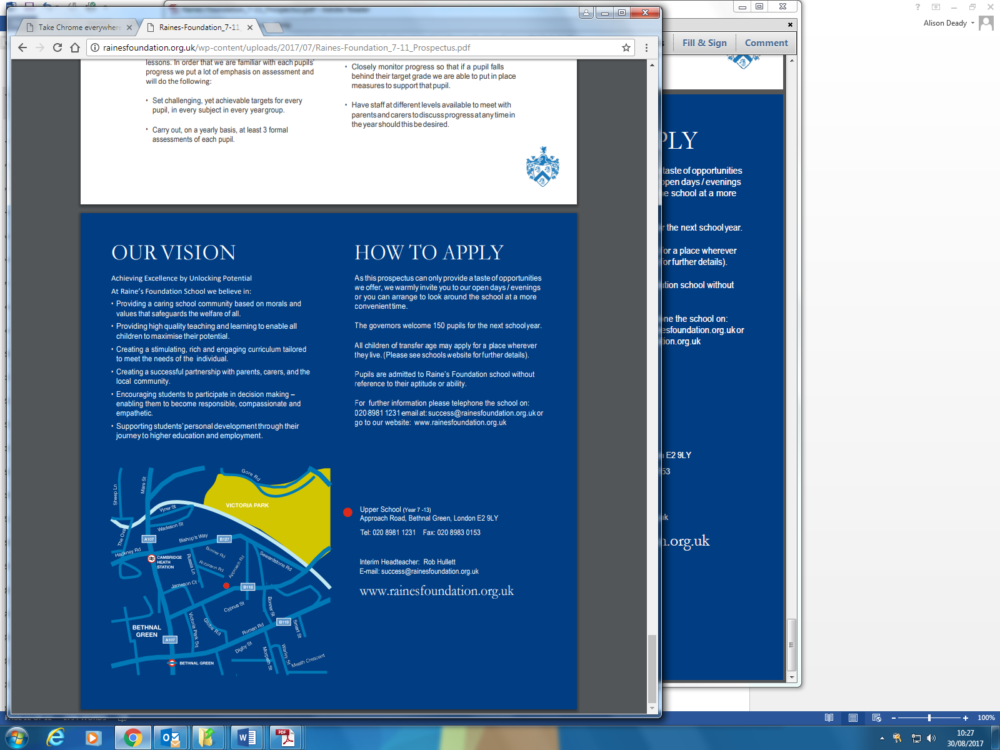 Alison Deady
Take Chrome everywhere
Raines-Foundation_7-11_
rainesfoundation.org.uk/wp-content/uploads/2017/07/Raines-Foundation_7-11_Prospectus.pdf
Fill & Sign
Comment
lessons. In order that we are familiar with each pupils'
progress we put a lot of emphasis on assessment and
will do the following:
• Set challenging, yet achievable targets for every
pupil, in every subject in every year group.
• Carry out, on a yearly basis, at least 3 formal
assessments of each pupil.
• Closely monitor progress so that if a pupil falls
behind their target grade we are able to put in place
measures to support that pupil.
• Have staff at different levels available to meet with
parents and carers to discuss progress at any time in
the year should this be desired.
OUR VISION
Achieving Excellence by Unlocking Potential
At Raine's Foundation School we believe in:
• Providing a caring school community based on morals and
values that safeguards the welfare of all.
• Providing high quality teaching and learning to enable all
children to maximise their potential.
• Creating a stimulating, rich and engaging curriculum tailored
to meet the needs of the individual.
• Creating a successful partnership with parents, carers, and the
local community.
• Encouraging students to participate in decision making –
enabling them to become responsible, compassionate and
empathetic.
• Supporting students' personal development through their
journey to higher education and employment.
HOW TO APPLY
As this prospectus can only provide a taste of opportunities
we offer, we warmly invite you to our open days / evenings
or you can arrange to look around the school at a more
convenient time.
The governors welcome 150 pupils for the next school year.
All children of transfer age may apply for a place wherever
they live. (Please see schools website for further details).
Pupils are admitted to Raine's Foundation school without
reference to their aptitude or ability.
For further information please telephone the school on:
020 8981 1231 email at: success@rainesfoundation.org.uk or
go to our website: www.rainesfoundation.org.uk
Sheep Ln
Mare St
Gore Rd
VICTORIA PARK
Vyner St
Wadeson St
The Oval
A107
Bishop's Way
B127
Hackney Rd
CAMBRIDGE
HEATH
STATION
Russia Ln
Bonner Rd
Robinson Rd
Approach Rd
Sewardstone Rd
Jameson Ct
B118
Cyprus St
Bonner St
Victoria Park Sq
Globe Rd
Roman Rd
B119
Smart St
BETHNAL
GREEN
A107
Digby St
Morpeth St
Warley St
Meath Crescent
BETHNAL GREEN
Upper School (Year 7 -13)
Approach Road, Bethnal Green, London E2 9LY
Tel: 020 8981 1231 Fax: 020 8983 0153
Interim Headteacher: Rob Hullett
E-mail: success@rainesfoundation.org.uk
www.rainesfoundation.org.uk
PLY
taste of opportunities
open days / evenings
e school at a more
r the next school year.
for a place wherever
for further details).
ation school without
ne the school on:
esfoundation.org.uk or
tion.org.uk
E2 9LY
53
k
n.org.uk
100%
10:27
30/08/2017